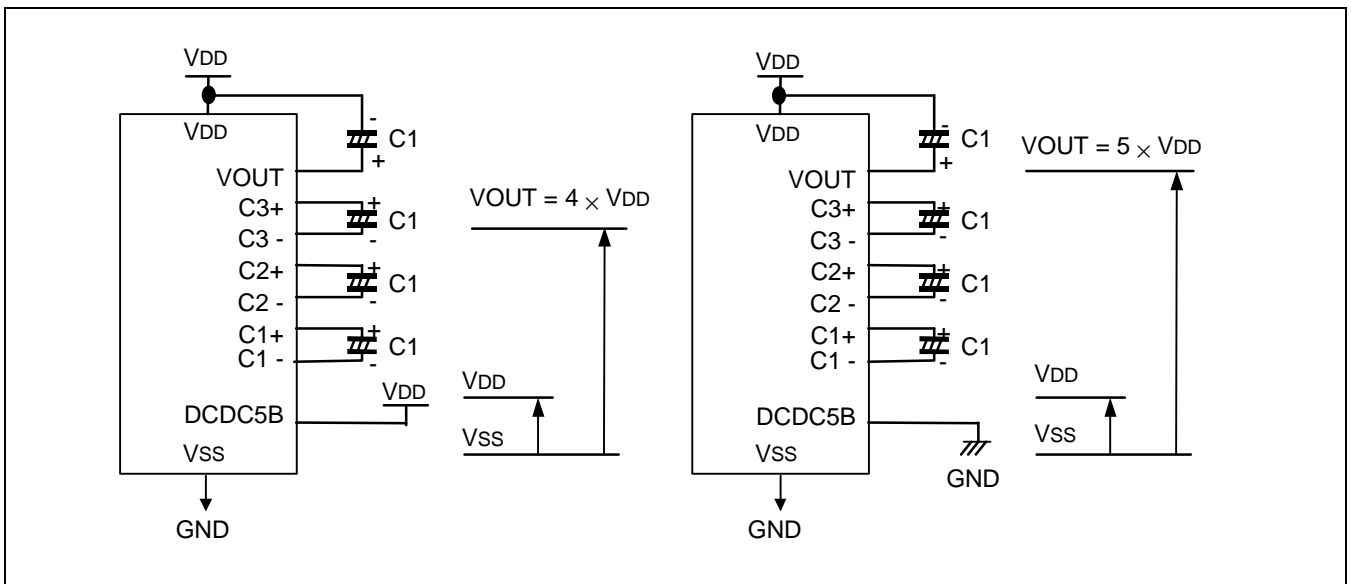 VDD
VDD
- C1
+
VOUT
C3+
C3 -
+ C1
-
C2+
C2 -
+ C1
-
C1+
C1 -
+ C1
-
VDD
DCDC5B
VSS
GND
VOUT = 4 × VDD
VDD
VSS
VDD
VDD
- C1
+
VOUT
C3+
C3 -
+ C1
-
C2+
C2 -
+ C1
-
C1+
C1 -
+ C1
-
DCDC5B
GND
VSS
GND
VOUT = 5 × VDD
VDD
VSS